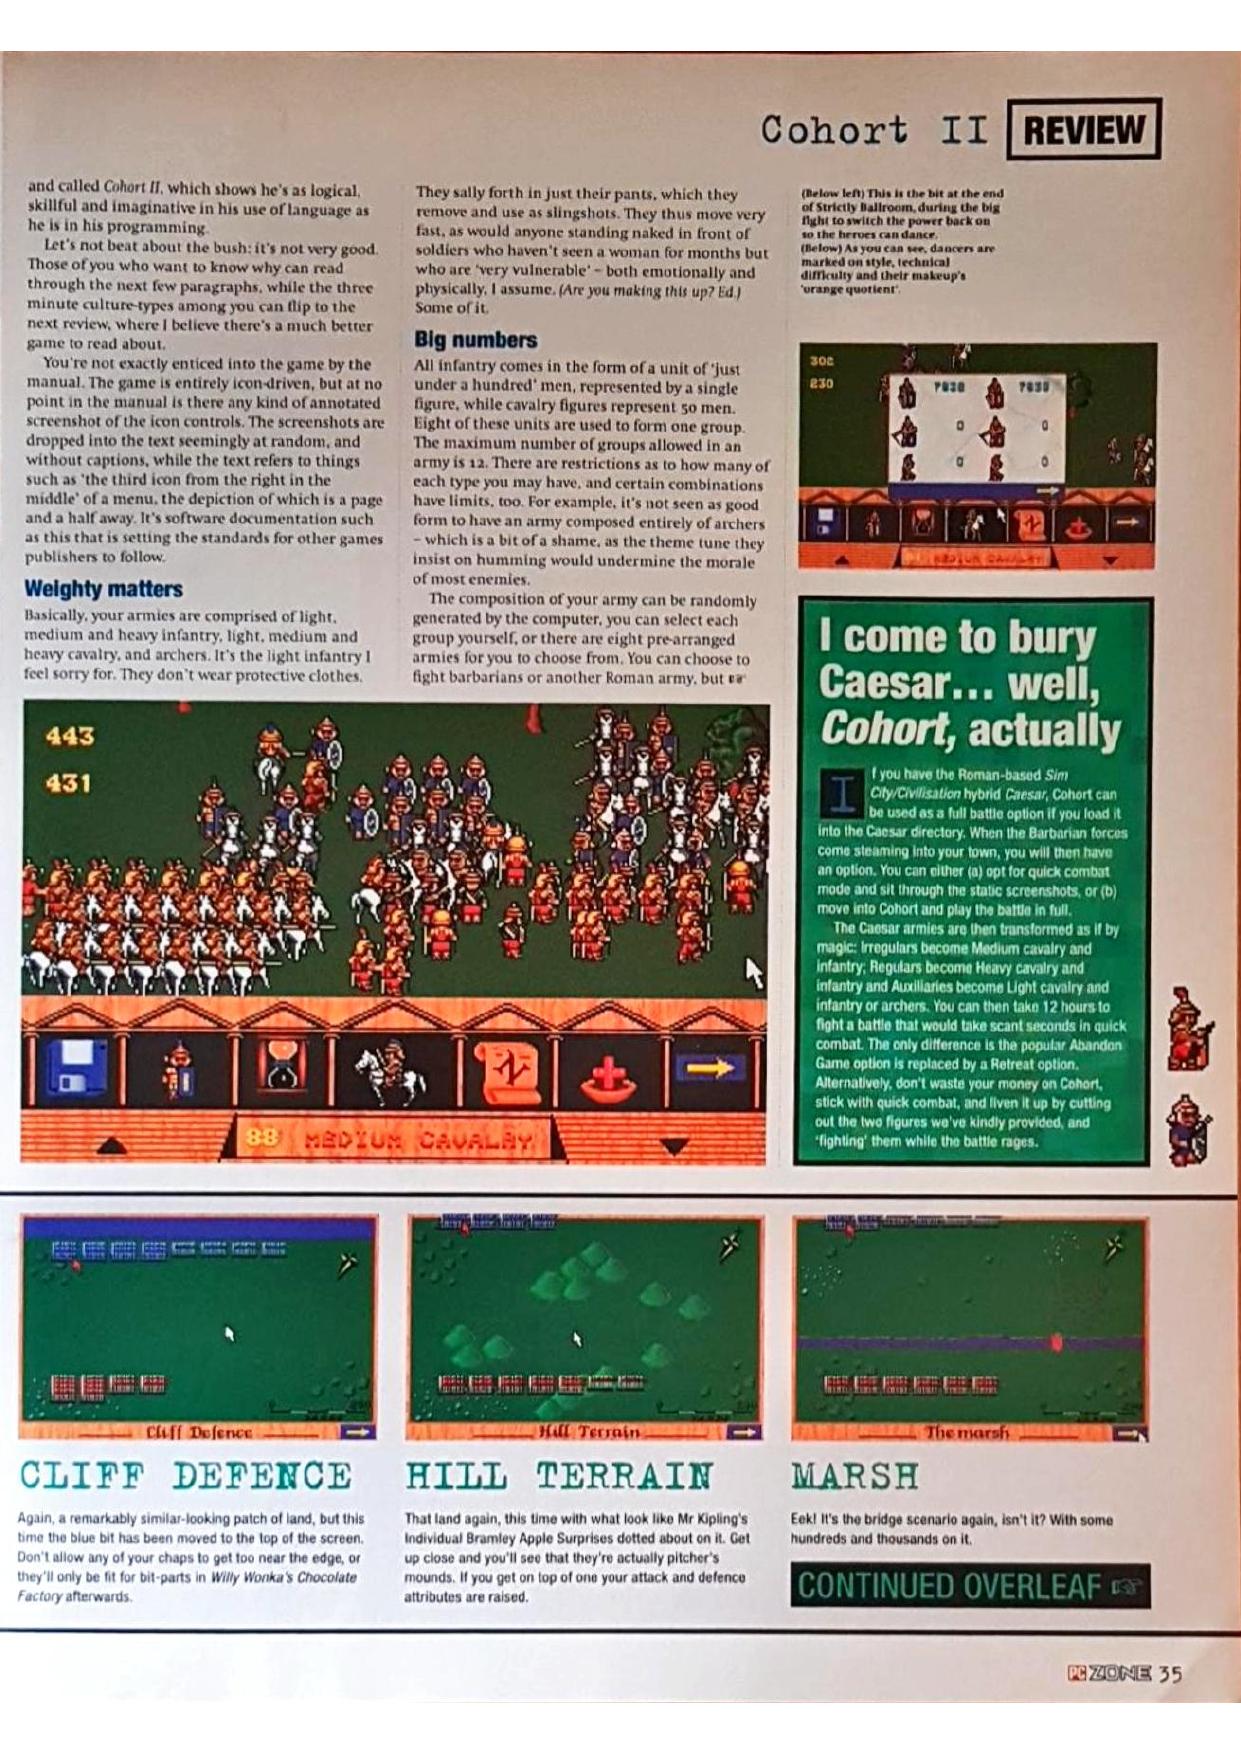 Cohort II REVIEW
and called Cohort II, which shows he's as logical,
skillful and imaginative in his use of language as
he is in his programming.
Let's not beat about the bush: it's not very good.
Those of you who want to know why can read
through the next few paragraphs, while the three
minute culture-types among you can flip to the
next review, where I believe there's a much better
game to read about.
You're not exactly enticed into the game by the
manual. The game is entirely icon-driven, but at no
point in the manual is there any kind of annotated
screenshot of the icon controls. The screenshots are
dropped into the text seemingly at random, and
without captions, while the text refers to things
such as 'the third icon from the right in the
middle' of a menu, the depiction of which is a page
and a half away. It's software documentation such
as this that is setting the standards for other games
publishers to follow.
Weighty matters
Basically, your armies are comprised of light,
medium and heavy infantry, light, medium and
heavy cavalry, and archers. It's the light infantry I
feel sorry for. They don't wear protective clothes.
They sally forth in just their pants, which they
remove and use as slingshots. They thus move very
fast, as would anyone standing naked in front of
soldiers who haven't seen a woman for months but
who are 'very vulnerable' – both emotionally and
physically, I assume. (Are you making this up? Ed.)
Some of it.
Big numbers
All infantry comes in the form of a unit of 'just
under a hundred' men, represented by a single
figure, while cavalry figures represent 50 men.
Eight of these units are used to form one group.
The maximum number of groups allowed in an
army is 12. There are restrictions as to how many of
each type you may have, and certain combinations
have limits, too. For example, it's not seen as good
form to have an army composed entirely of archers
– which is a bit of a shame, as the theme tune they
insist on humming would undermine the morale
of most enemies.
The composition of your army can be randomly
generated by the computer, you can select each
group yourself, or there are eight pre-arranged
armies for you to choose from. You can choose to
fight barbarians or another Roman army, but
(Below left) This is the bit at the end
of Strictly Ballroom, during the big
fight to switch the power back on
so the heroes can dance.
(Below) As you can see, dancers are
marked on style, technical
difficulty and their makeup's
'orange quotient'.
302
230
0 0
0 0
MEDIUM CAVALRY
443
431
88 MEDIUM CAVALRY
I come to bury
Caesar... well,
Cohort, actually
If you have the Roman-based Sim
City/Civilisation hybrid Caesar, Cohort can
be used as a full battle option if you load it
into the Caesar directory. When the Barbarian forces
come steaming into your town, you will then have
an option. You can either (a) opt for quick combat
mode and sit through the static screenshots, or (b)
move into Cohort and play the battle in full.
The Caesar armies are then transformed as if by
magic: Irregulars become Medium cavalry and
infantry; Regulars become Heavy cavalry and
infantry and Auxiliaries become Light cavalry and
infantry or archers. You can then take 12 hours to
fight a battle that would take scant seconds in quick
combat. The only difference is the popular Abandon
Game option is replaced by a Retreat option.
Alternatively, don't waste your money on Cohort,
stick with quick combat, and liven it up by cutting
out the two figures we've kindly provided, and
'fighting' them while the battle rages.
Cliff Defence
Hill Terrain
The marsh
CLIFF DEFENCE
Again, a remarkably similar-looking patch of land, but this
time the blue bit has been moved to the top of the screen.
Don't allow any of your chaps to get too near the edge, or
they'll only be fit for bit-parts in Willy Wonka's Chocolate
Factory afterwards.
HILL TERRAIN
That land again, this time with what look like Mr Kipling's
Individual Bramley Apple Surprises dotted about on it. Get
up close and you'll see that they're actually pitcher's
mounds. If you get on top of one your attack and defence
attributes are raised.
MARSH
Eek! It's the bridge scenario again, isn't it? With some
hundreds and thousands on it.
CONTINUED OVERLEAF
PC ZONE 35